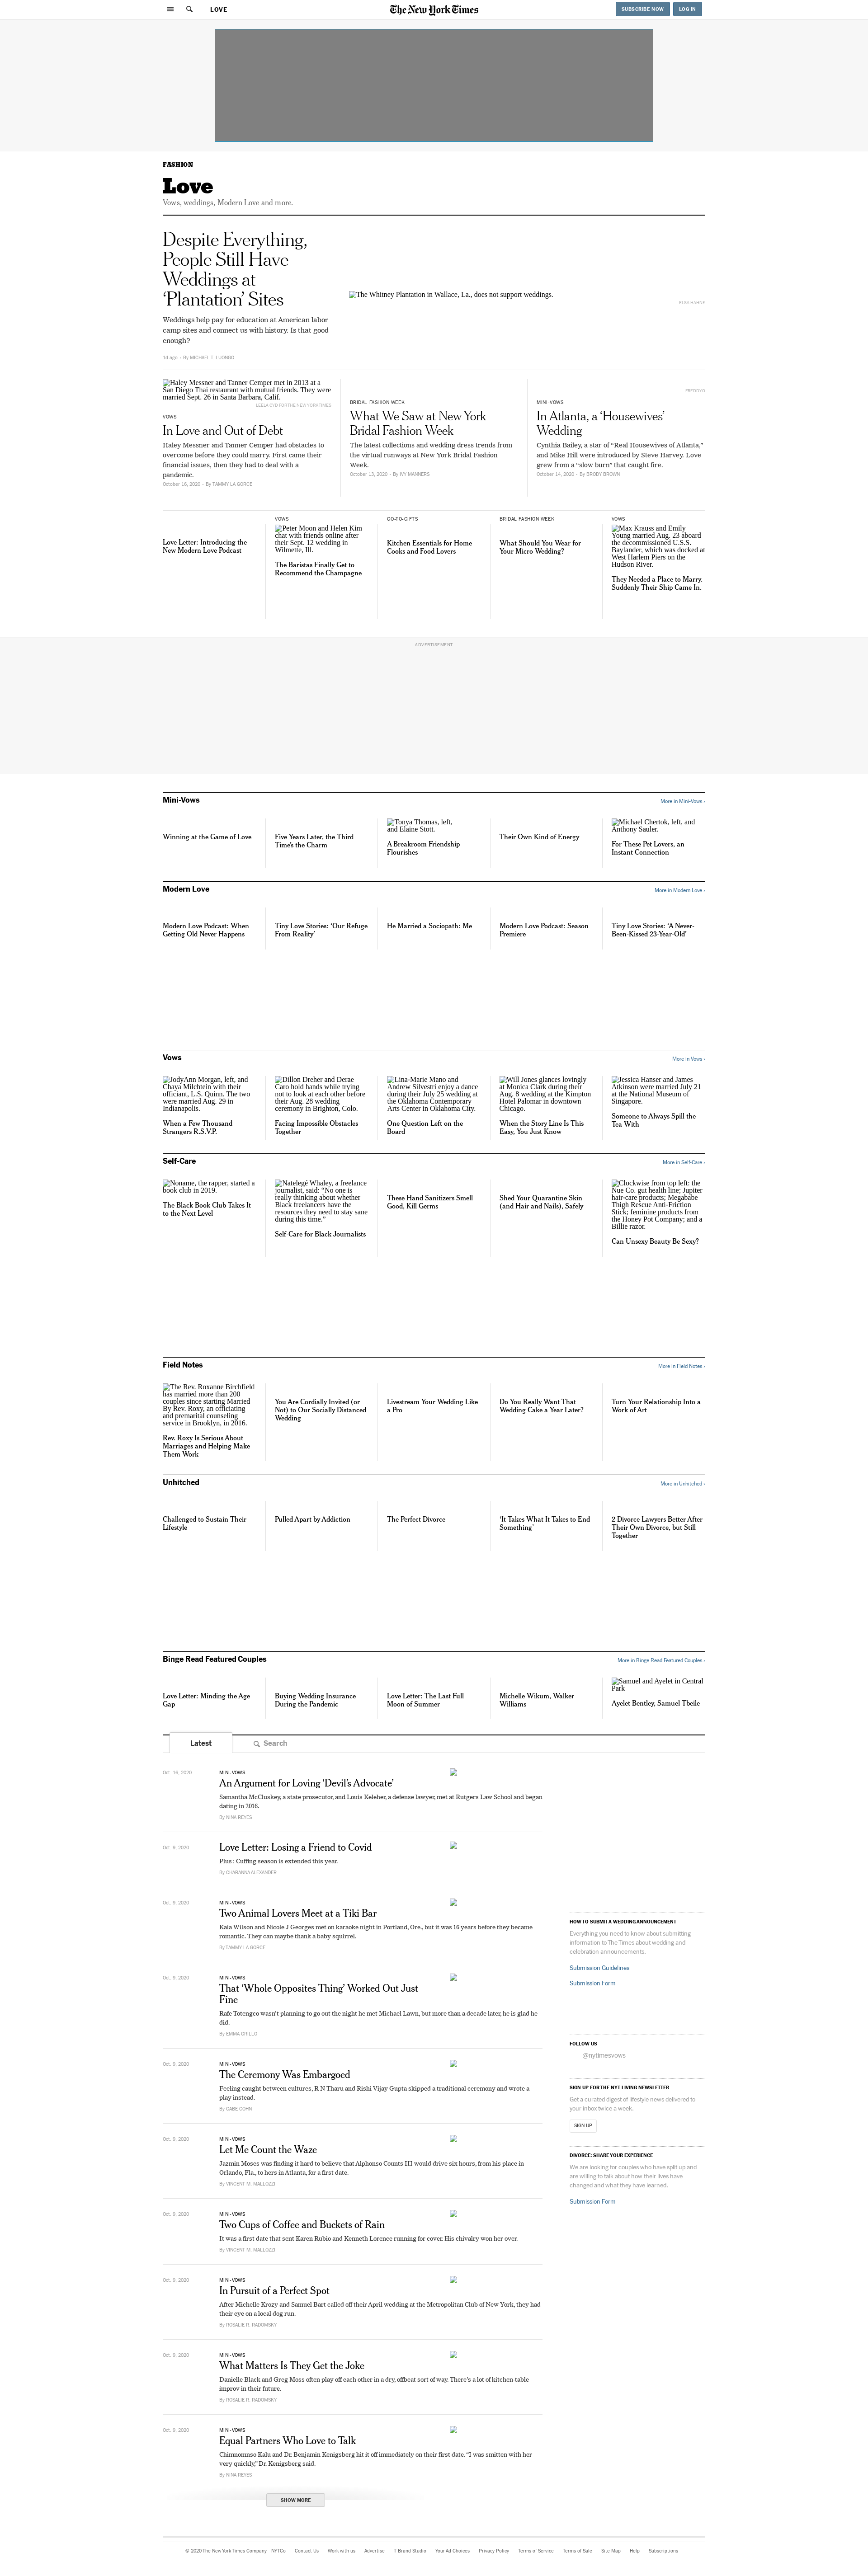 LOVE
The New York Times
SUBSCRIBE NOW
LOG IN
FASHION
Love
Vows, weddings, Modern Love and more.
Despite Everything,
People Still Have
Weddings at
‘Plantation’ Sites
Weddings help pay for education at American labor
camp sites and connect us with history. Is that good
enough?
1d ago – By MICHAEL T. LUONGO
The Whitney Plantation in Wallace, La., does not support weddings.
Haley Messner and Tanner Cemper met in 2013 at a
San Diego Thai restaurant with mutual friends. They were
married Sept. 26 in Santa Barbara, Calif.
VOWS
In Love and Out of Debt
Haley Messner and Tanner Cemper had obstacles to
overcome before they could marry. First came their
financial issues, then they had to deal with a
pandemic.
October 16, 2020 – By TAMMY LA GORCE
BRIDAL FASHION WEEK
What We Saw at New York
Bridal Fashion Week
The latest collections and wedding dress trends from
the virtual runways at New York Bridal Fashion
Week.
October 15, 2020 – By IVY MANNERS
MINI-VOWS
In Atlanta, a ‘Housewives’
Wedding
Cynthia Bailey, a star of “Real Housewives of Atlanta,”
and Mike Hill were introduced by Steve Harvey. Love
grew from a “slow burn” that caught fire.
October 14, 2020 – By BRODY BROWN
Love Letter: Introducing the
New Modern Love Podcast
VOWS
Peter Moon and Helen Kim
chat with friends online after
their Sept. 12 wedding in
Wilmette, Ill.
The Baristas Finally Get to
Recommend the Champagne
GO-TO-GIFTS
Kitchen Essentials for Home
Cooks and Food Lovers
BRIDAL FASHION WEEK
What Should You Wear for
Your Micro Wedding?
VOWS
Max Krauss and Emily
Young married Aug. 23 aboard
the decommissioned U.S.S.
Baylander, which was docked at
West Harlem Piers on the
Hudson River.
They Needed a Place to Marry.
Suddenly Their Ship Came In.
ADVERTISEMENT
Mini-Vows
More in Mini-Vows ›
Winning at the Game of Love
Five Years Later, the Third
Time’s the Charm
Tonya Thomas, left,
and Elaine Stott.
A Breakroom Friendship
Flourishes
Their Own Kind of Energy
Michael Chertok, left, and
Anthony Sauler.
For These Pet Lovers, an
Instant Connection
Modern Love
More in Modern Love ›
Modern Love Podcast: When
Getting Old Never Happens
Tiny Love Stories: ‘Our Refuge
From Reality’
He Married a Sociopath: Me
Modern Love Podcast: Season
Premiere
Tiny Love Stories: ‘A Never-
Been-Kissed 23-Year-Old’
Vows
More in Vows ›
JodyAnn Morgan, left, and
Chaya Milchtein with their
officiant, L.S. Quinn. The two
were married Aug. 29 in
Indianapolis.
When a Few Thousand
Strangers R.S.V.P.
Dillon Dreher and Derae
Caro hold hands while trying
not to look at each other before
their Aug. 28 wedding
ceremony in Brighton, Colo.
Facing Impossible Obstacles
Together
Lina-Marie Mano and
Andrew Silvestri enjoy a dance
during their July 25 wedding at
the Oklahoma Contemporary
Arts Center in Oklahoma City.
One Question Left on the
Board
Will Jones glances lovingly
at Monica Clark during their
Aug. 8 wedding at the Kimpton
Hotel Palomar in downtown
Chicago.
When the Story Line Is This
Easy, You Just Know
Jessica Hanser and James
Atkinson were married July 21
at the National Museum of
Singapore.
Someone to Always Spill the
Tea With
Self-Care
More in Self-Care ›
Noname, the rapper, started a
book club in 2019.
The Black Book Club Takes It
to the Next Level
Natelegé Whaley, a freelance
journalist, said: “No one is
really thinking about whether
Black freelancers have the
resources they need to stay sane
during this time.”
Self-Care for Black Journalists
These Hand Sanitizers Smell
Good, Kill Germs
Shed Your Quarantine Skin
(and Hair and Nails), Safely
Clockwise from top left: the
Nue Co. gut health line; Jupiter
hair-care products; Megababe
Thigh Rescue Anti-Friction
Stick; feminine products from
the Honey Pot Company; and a
Billie razor.
Can Unsexy Beauty Be Sexy?
Field Notes
More in Field Notes ›
The Rev. Roxanne Birchfield
has married more than 200
couples since starting Married
By Rev. Roxy, an officiating
and premarital counseling
service in Brooklyn, in 2016.
Rev. Roxy Is Serious About
Marriages and Helping Make
Them Work
You Are Cordially Invited (or
Not) to Our Socially Distanced
Wedding
Livestream Your Wedding Like
a Pro
Do You Really Want That
Wedding Cake a Year Later?
Turn Your Relationship Into a
Work of Art
Unhitched
More in Unhitched ›
Challenged to Sustain Their
Lifestyle
Pulled Apart by Addiction
The Perfect Divorce
‘It Takes What It Takes to End
Something’
2 Divorce Lawyers Better After
Their Own Divorce, but Still
Together
Binge Read Featured Couples
More in Binge Read Featured Couples ›
Love Letter: Minding the Age
Gap
Buying Wedding Insurance
During the Pandemic
Love Letter: The Last Full
Moon of Summer
Michelle Wikum, Walker
Williams
Samuel and Ayelet in Central
Park
Ayelet Bentley, Samuel Tbeile
Latest
Search
Oct. 16, 2020
MINI-VOWS
An Argument for Loving ‘Devil’s Advocate’
Samantha McCluskey, a state prosecutor, and Louis Keleher, a defense lawyer, met at Rutgers Law School and began
dating in 2016.
By NINA REYES
Oct. 9, 2020
Love Letter: Losing a Friend to Covid
Plus: Cuffing season is extended this year.
By CHARANNA ALEXANDER
Oct. 9, 2020
MINI-VOWS
Two Animal Lovers Meet at a Tiki Bar
Kaia Wilson and Nicole J Georges met on karaoke night in Portland, Ore., but it was 16 years before they became
romantic. They can maybe thank a baby squirrel.
By TAMMY LA GORCE
Oct. 9, 2020
MINI-VOWS
That ‘Whole Opposites Thing’ Worked Out Just
Fine
Rafe Totengco wasn’t planning to go out the night he met Michael Lawn, but more than a decade later, he is glad he
did.
By EMMA GRILLO
Oct. 9, 2020
MINI-VOWS
The Ceremony Was Embargoed
Feeling caught between cultures, R N Tharu and Rishi Vijay Gupta skipped a traditional ceremony and wrote a
play instead.
By GABE COHN
Oct. 9, 2020
MINI-VOWS
Let Me Count the Waze
Jazmin Moses was finding it hard to believe that Alphonso Counts III would drive six hours, from his place in
Orlando, Fla., to hers in Atlanta, for a first date.
By VINCENT M. MALLOZZI
Oct. 9, 2020
MINI-VOWS
Two Cups of Coffee and Buckets of Rain
It was a first date that sent Karen Rubio and Kenneth Lorence running for cover. His chivalry won her over.
By VINCENT M. MALLOZZI
Oct. 9, 2020
MINI-VOWS
In Pursuit of a Perfect Spot
After Michelle Krozy and Samuel Bart called off their April wedding at the Metropolitan Club of New York, they had
their eye on a local dog run.
By ROSALIE R. RADOMSKY
Oct. 9, 2020
MINI-VOWS
What Matters Is They Get the Joke
Danielle Black and Greg Moss often play off each other in a dry, offbeat sort of way. There’s a lot of kitchen-table
improv in their future.
By ROSALIE R. RADOMSKY
Oct. 9, 2020
MINI-VOWS
Equal Partners Who Love to Talk
Chimnomnso Kalu and Dr. Benjamin Kenigsberg hit it off immediately on their first date. “I was smitten with her
very quickly,” Dr. Kenigsberg said.
By NINA REYES
SHOW MORE
HOW TO SUBMIT A WEDDING ANNOUNCEMENT
Everything you need to know about submitting
information to The Times about wedding and
celebration announcements.
Submission Guidelines
Submission Form
FOLLOW US
@nytimesvows
SIGN UP FOR THE NYT LIVING NEWSLETTER
Get a curated digest of lifestyle news delivered to
your inbox twice a week.
SIGN UP
DIVORCE: SHARE YOUR EXPERIENCE
We are looking for couples who have split up and
are willing to talk about how their lives have
changed and what they have learned.
Submission Form
© 2020 The New York Times Company NYTCo Contact Us Work with us Advertise T Brand Studio Your Ad Choices Privacy Policy Terms of Service Terms of Sale Site Map Help Subscriptions